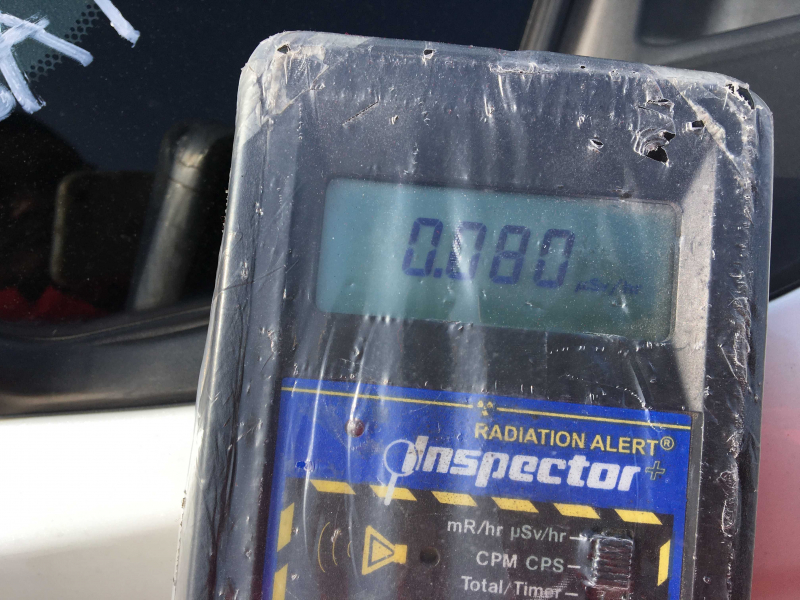 0.080 µSv/hr
RADIATION ALERT®
Inspector+
mR/hr µSv/hr
CPM CPS
Total/Timer